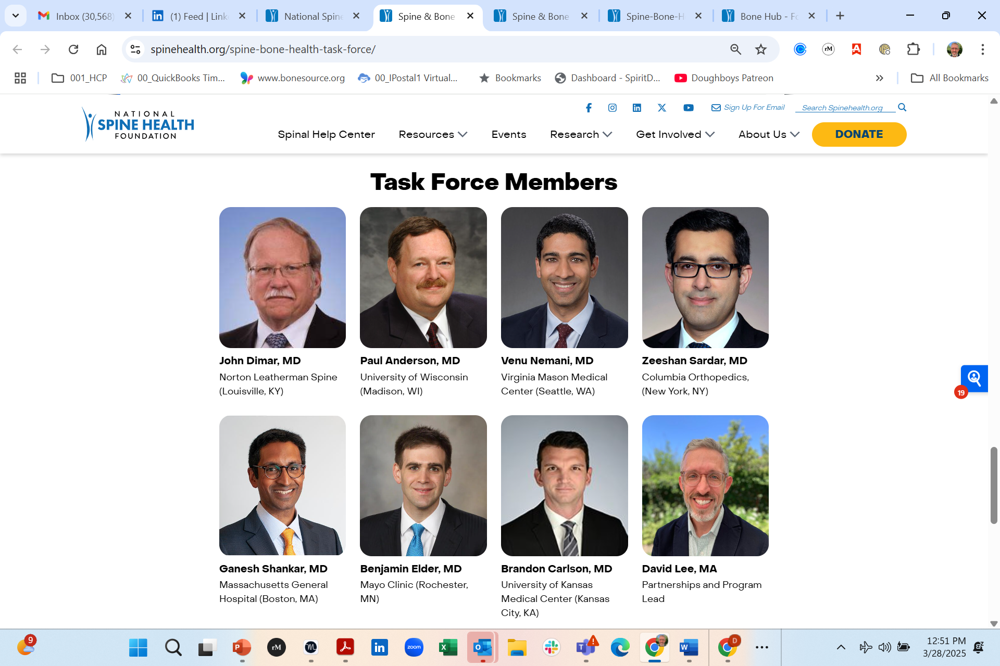 Inbox (30,568)
(1) Feed | Link
National Spine
Spine & Bone
Spine & Bone
Spine-Bone-H
Bone Hub - Fo
spinehealth.org/spine-bone-health-task-force/
rM
001_HCP
00_QuickBooks Tim...
www.bonesource.org
00_IPostal1 Virtual...
Bookmarks
Dashboard - SpiritD...
Doughboys Patreon
All Bookmarks
NATIONAL
SPINE HEALTH
FOUNDATION
Sign Up For Email
Search Spinehealth.org
Spinal Help Center
Resources
Events
Research
Get Involved
About Us
DONATE
Task Force Members
John Dimar, MD
Norton Leatherman Spine
(Louisville, KY)
Paul Anderson, MD
University of Wisconsin
(Madison, WI)
Venu Nemani, MD
Virginia Mason Medical
Center (Seattle, WA)
Zeeshan Sardar, MD
Columbia Orthopedics,
(New York, NY)
19
Ganesh Shankar, MD
Massachusetts General
Hospital (Boston, MA)
Benjamin Elder, MD
Mayo Clinic (Rochester,
MN)
Brandon Carlson, MD
University of Kansas
Medical Center (Kansas
City, KA)
David Lee, MA
Partnerships and Program
Lead
9
rM
zoom
D
12:51 PM
3/28/2025